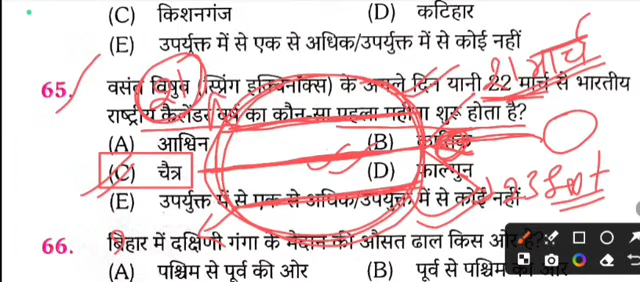 (C) किशनगंज (D) कटिहार
(E) उपर्युक्त में से एक से अधिक/उपर्युक्त में से कोई नहीं
21 मार्च
65. वसंत विषुव (स्प्रिंग इक्विनॉक्स) के अगले दिन यानी 22 मार्च से भारतीय
राष्ट्रीय कैलेंडर वर्ष का कौन-सा पहला महीना शुरू होता है?
(A) आश्विन (B) कार्तिक
(C) चैत्र (D) फाल्गुन
23 Sept
(E) उपर्युक्त में से एक से अधिक/उपर्युक्त में से कोई नहीं
66. बिहार में दक्षिणी गंगा के मैदान की औसत ढाल किस ओर है?
(A) पश्चिम से पूर्व की ओर (B) पूर्व से पश्चिम की ओर